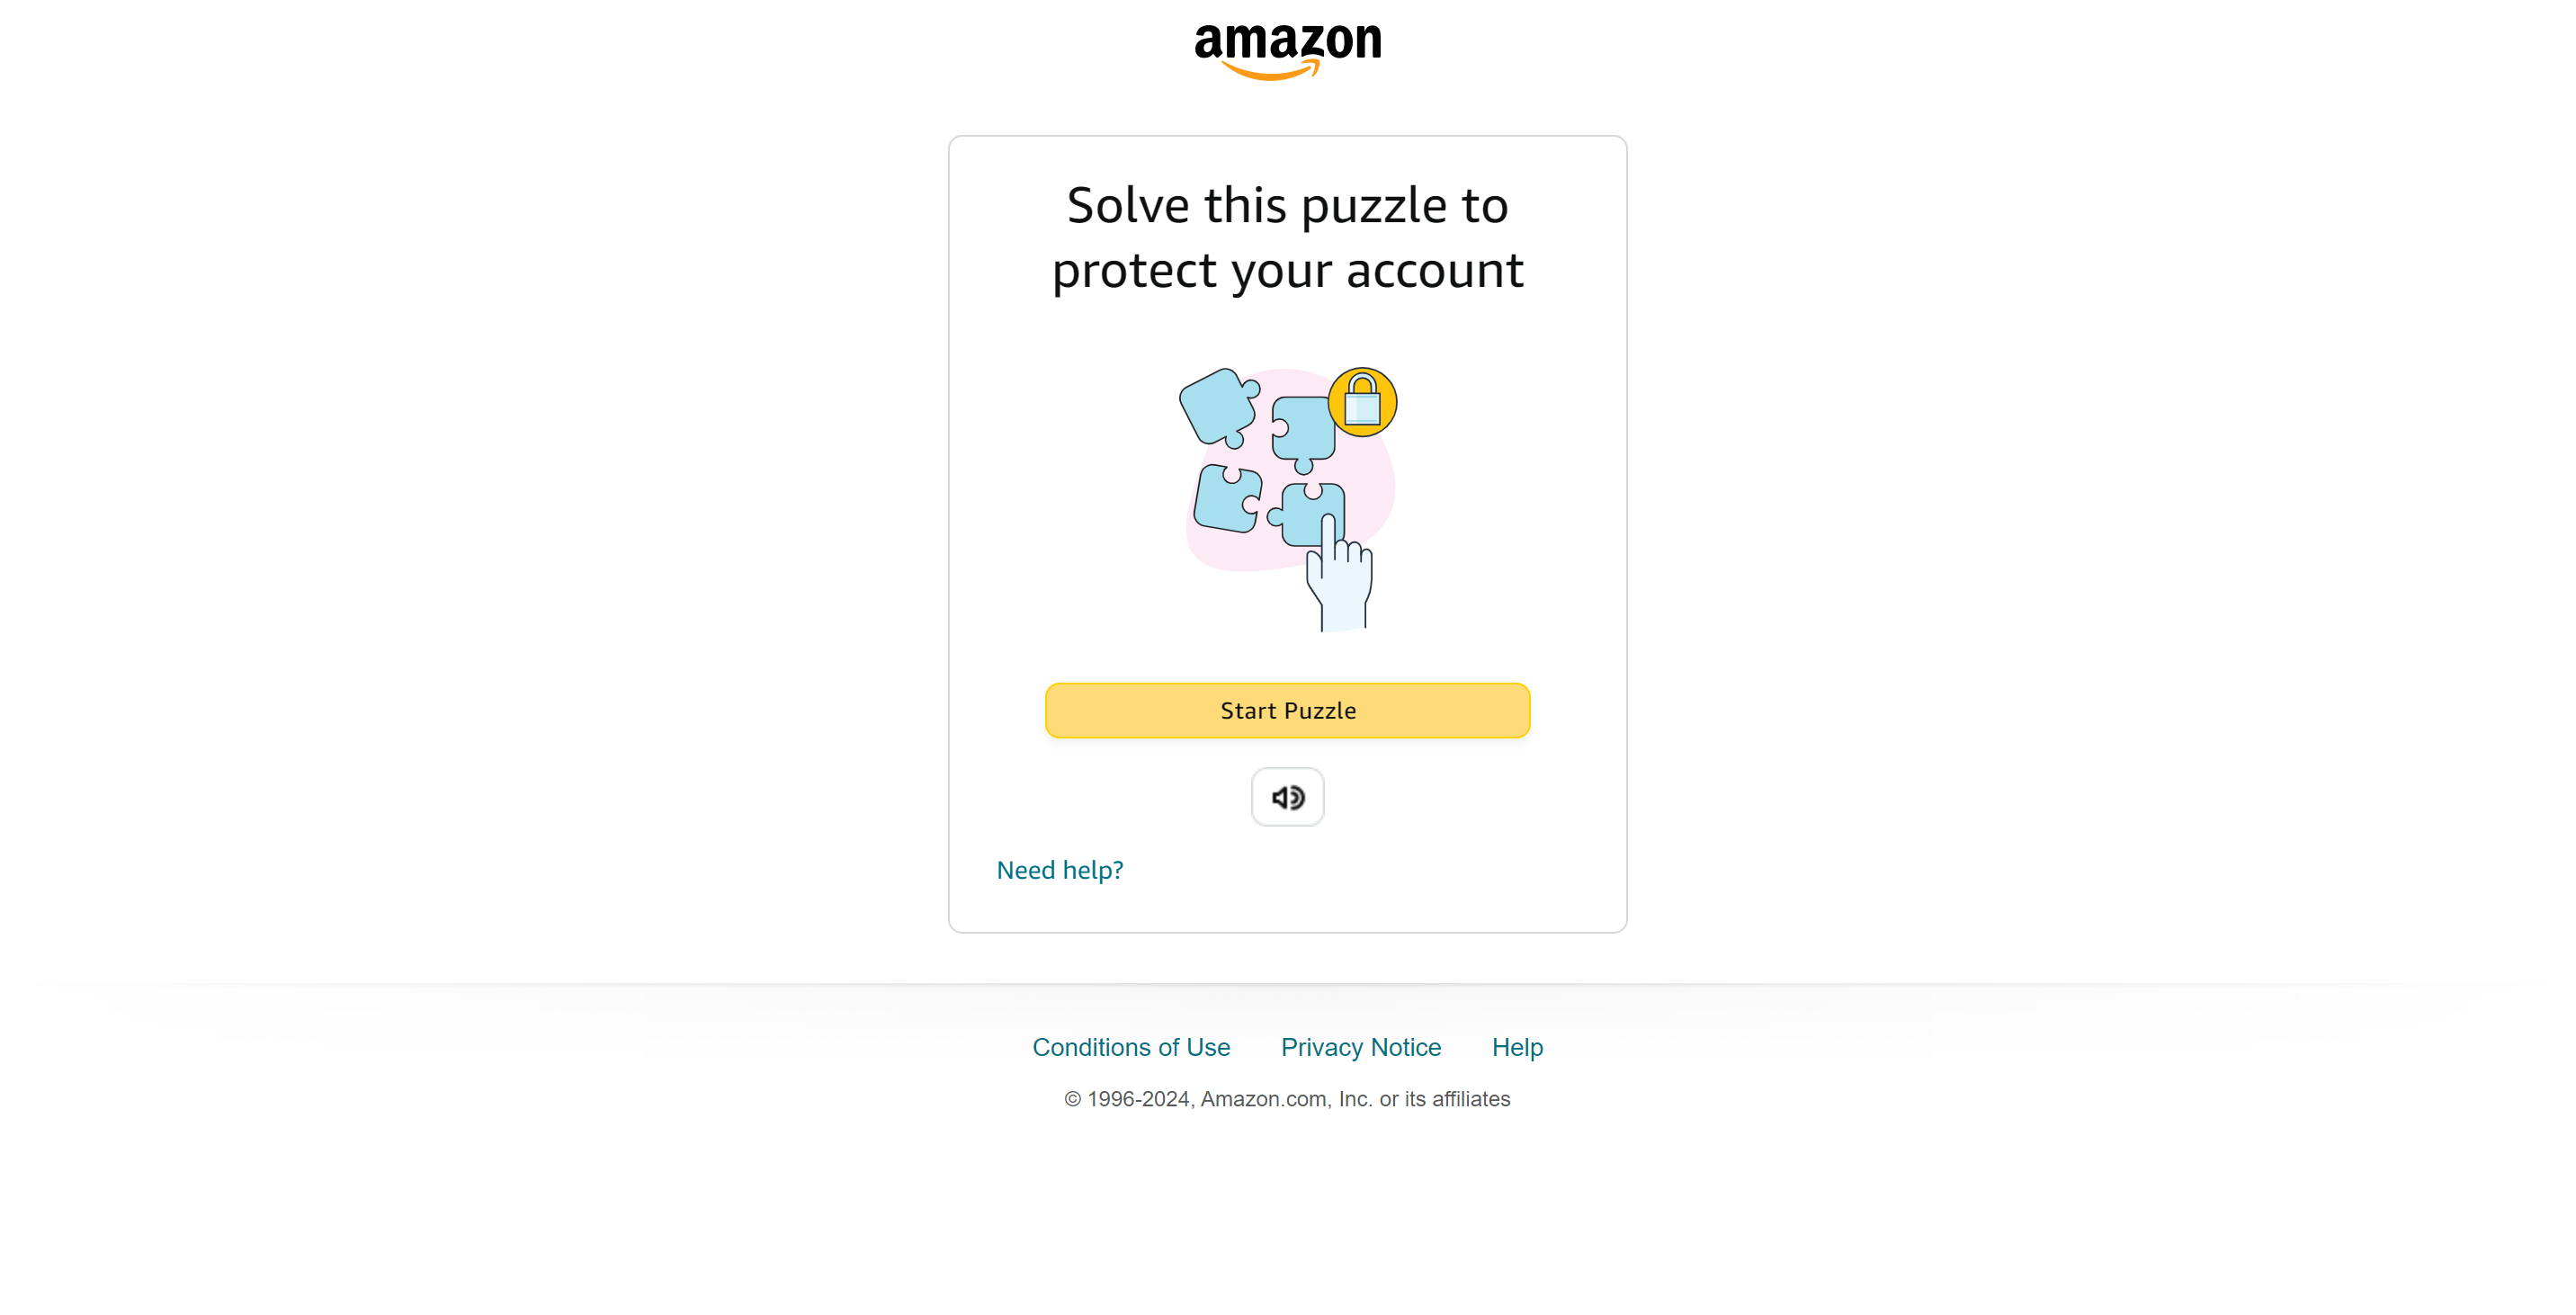 amazon
Solve this puzzle to
protect your account
Start Puzzle
Need help?
Conditions of Use Privacy Notice Help
© 1996-2024, Amazon.com, Inc. or its affiliates